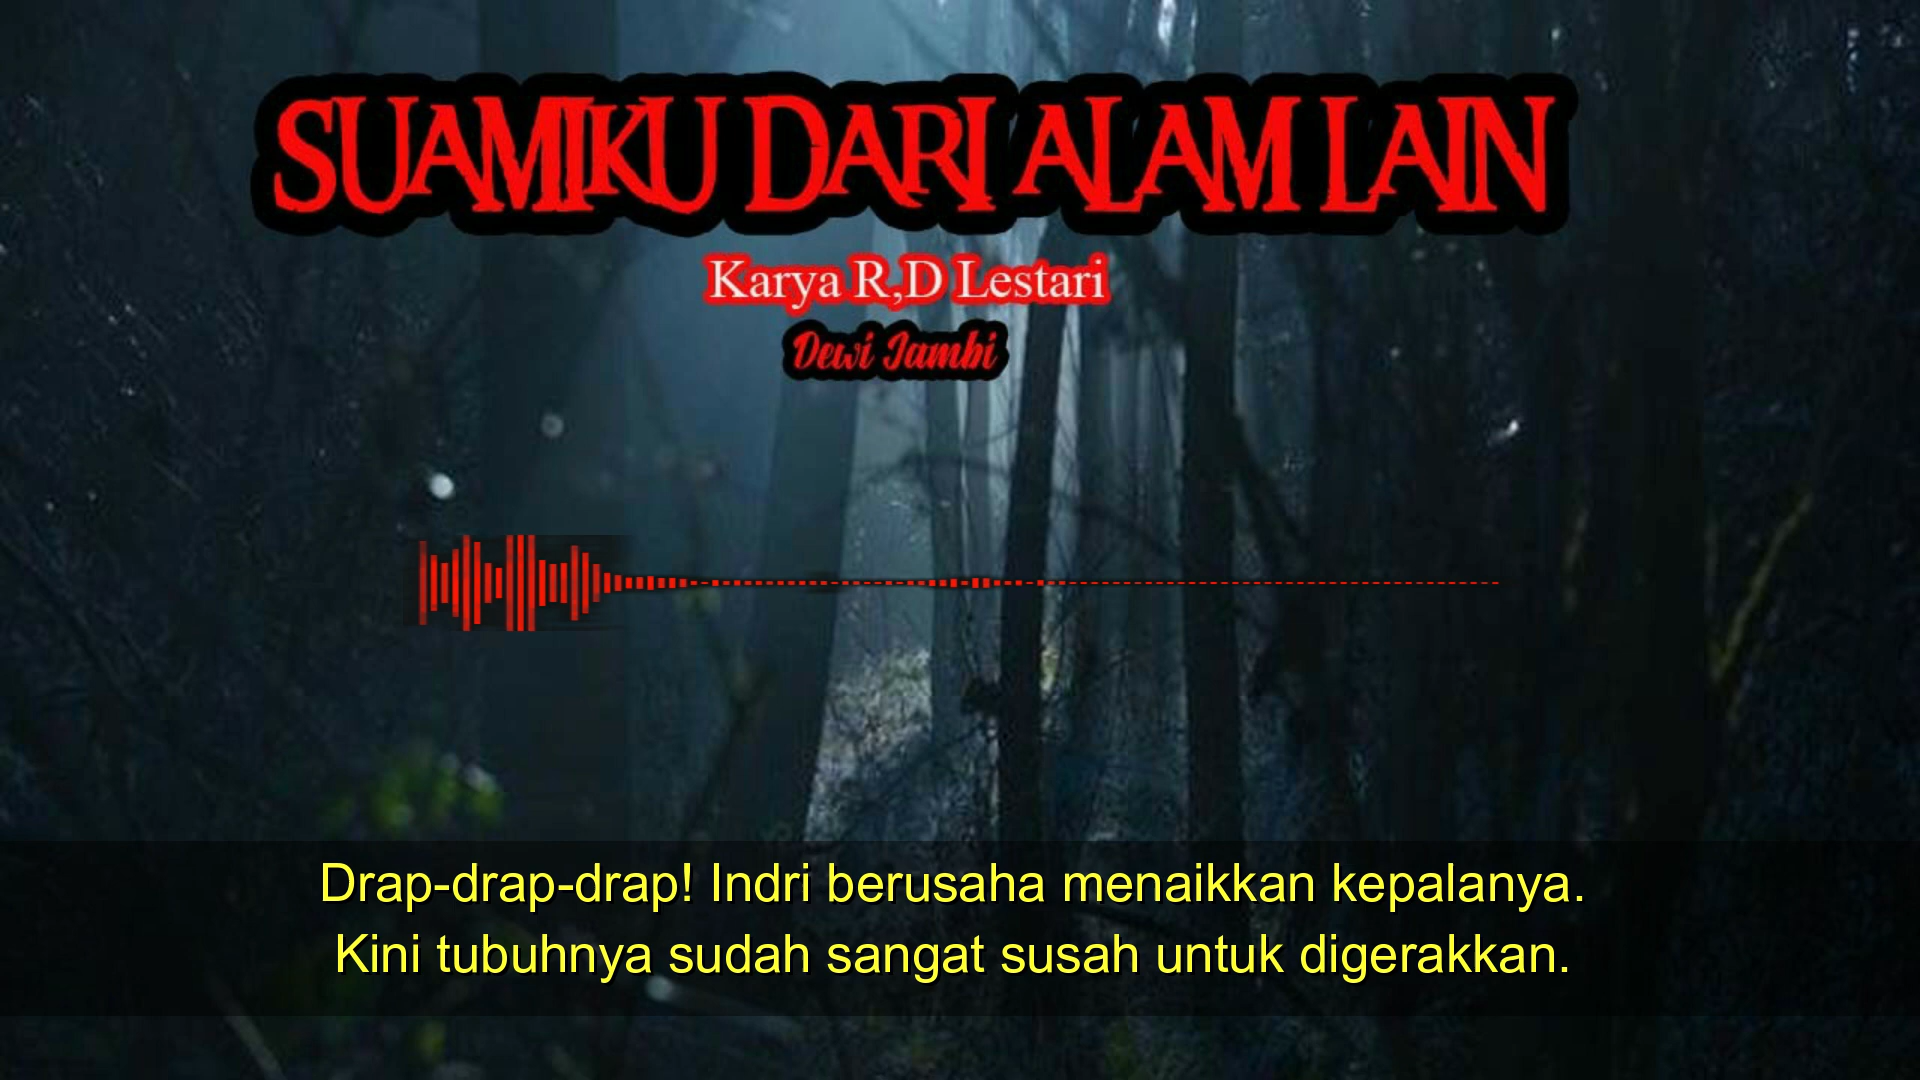 SUAMIKU DARI ALAM LAIN
Karya R,D Lestari
Dewi Jambi
Drap-drap-drap! Indri berusaha menaikkan kepalanya.
Kini tubuhnya sudah sangat susah untuk digerakkan.